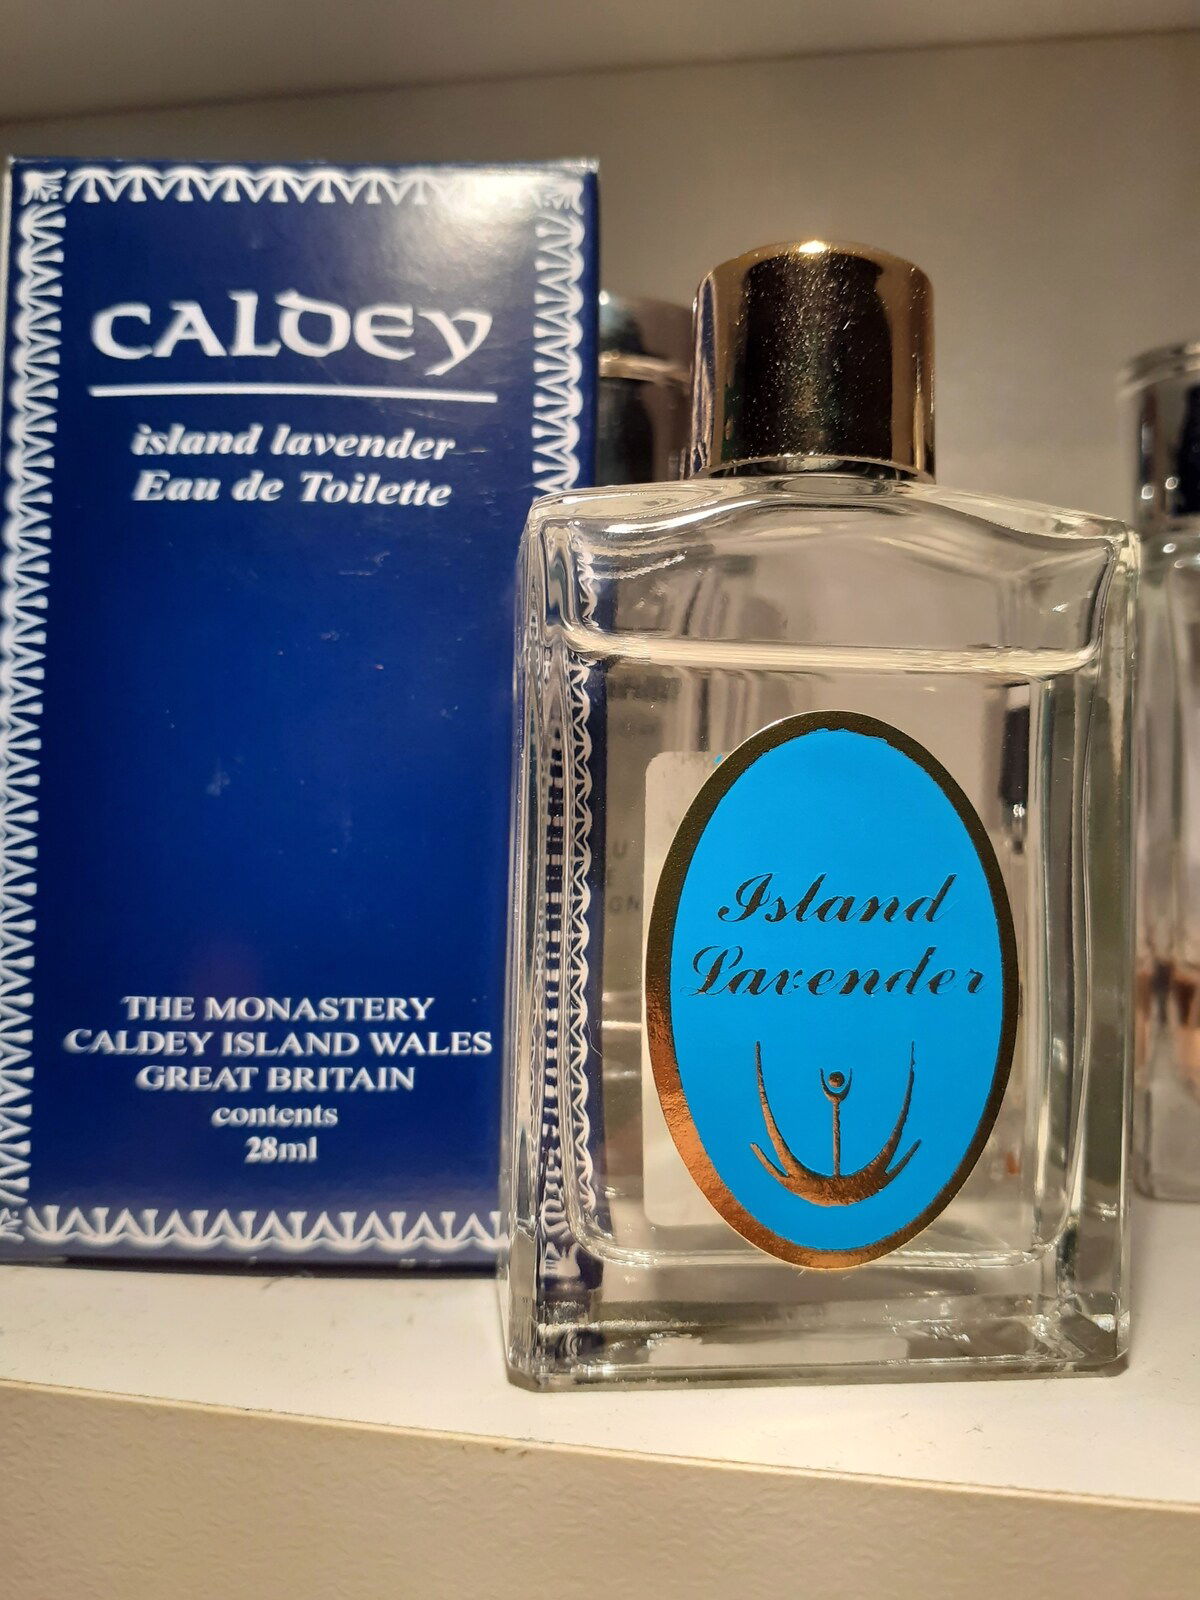 CALDEY
island lavender
Eau de Toilette
THE MONASTERY
CALDEY ISLAND WALES
GREAT BRITAIN
contents
28ml
Island
Lavender